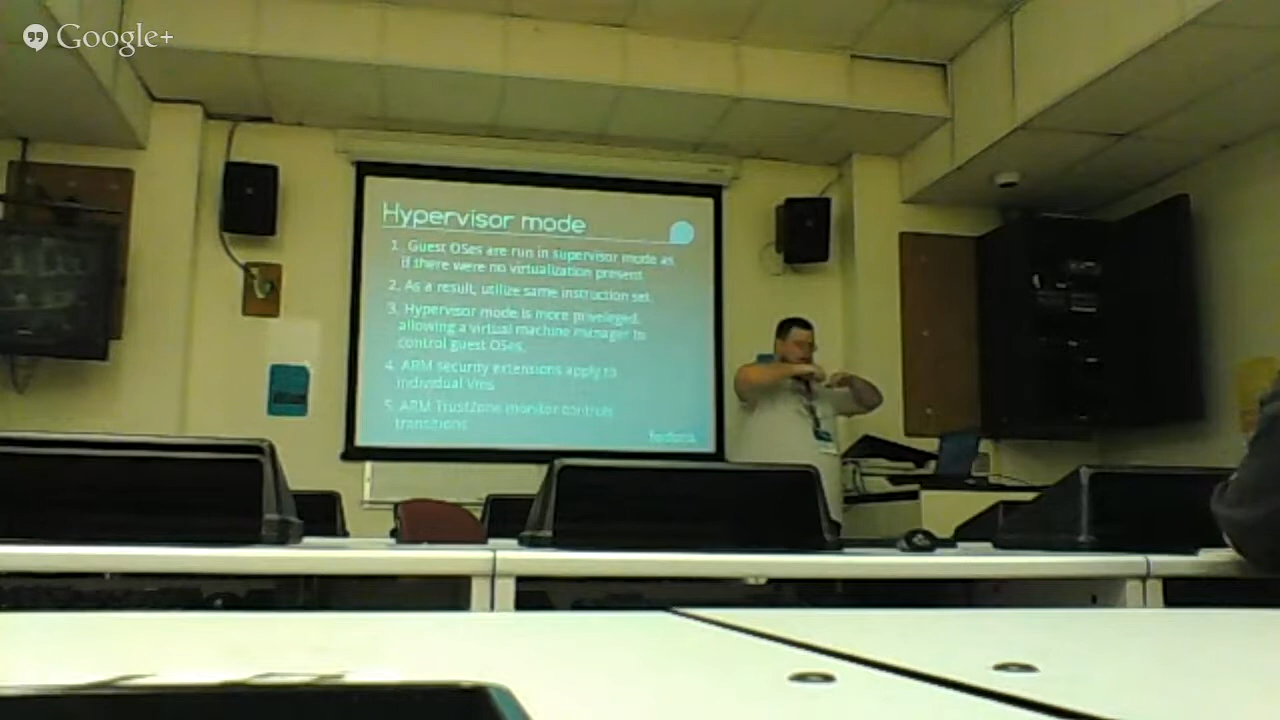 Google+
Hypervisor mode
1. Guest OSes are run in supervisor mode as
if there were no virtualization present
2. As a result, utilize same instruction set
3. Hypervisor mode is more priveleged,
allowing a virtual machine manager to
control guest OSes.
4. ARM security extensions apply to
individual Vms
5. ARM TrustZone monitor controls
transitions
fedora